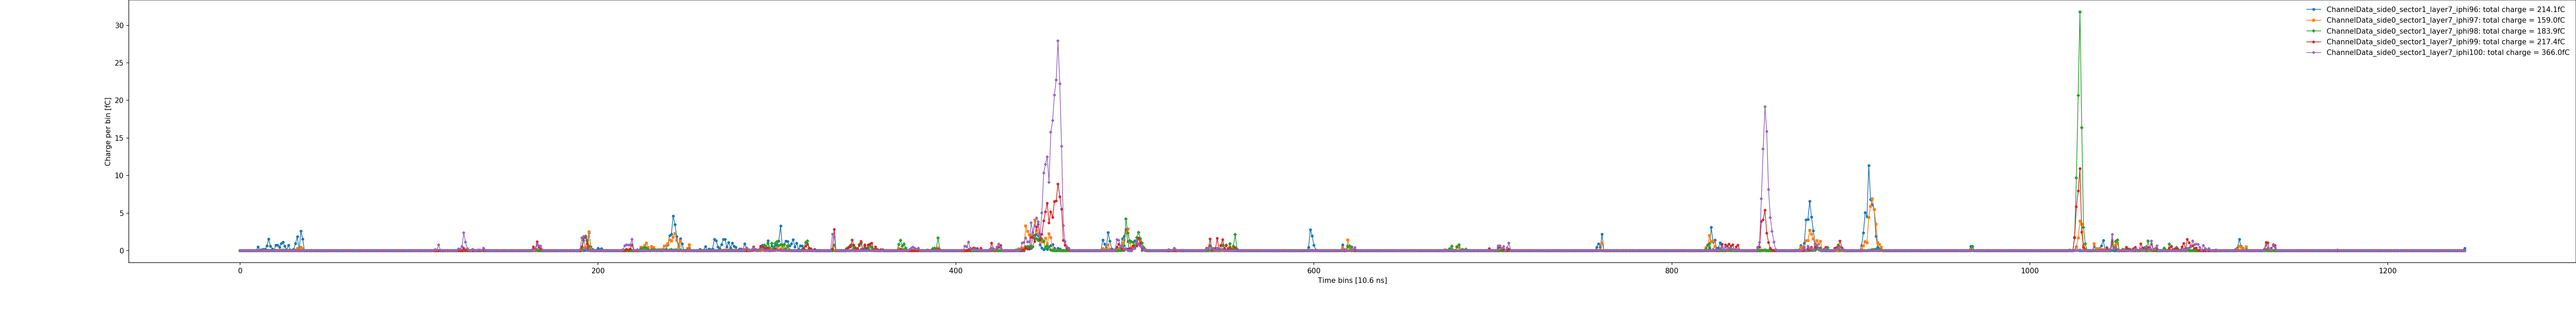 ChannelData_side0_sector1_layer7_iphi96: total charge = 214.1fC
ChannelData_side0_sector1_layer7_iphi97: total charge = 159.0fC
ChannelData_side0_sector1_layer7_iphi98: total charge = 183.9fC
ChannelData_side0_sector1_layer7_iphi99: total charge = 217.4fC
ChannelData_side0_sector1_layer7_iphi100: total charge = 366.0fC
30
25
20
15
10
5
0
Charge per bin [fC]
0 200 400 600 800 1000 1200
Time bins [10.6 ns]